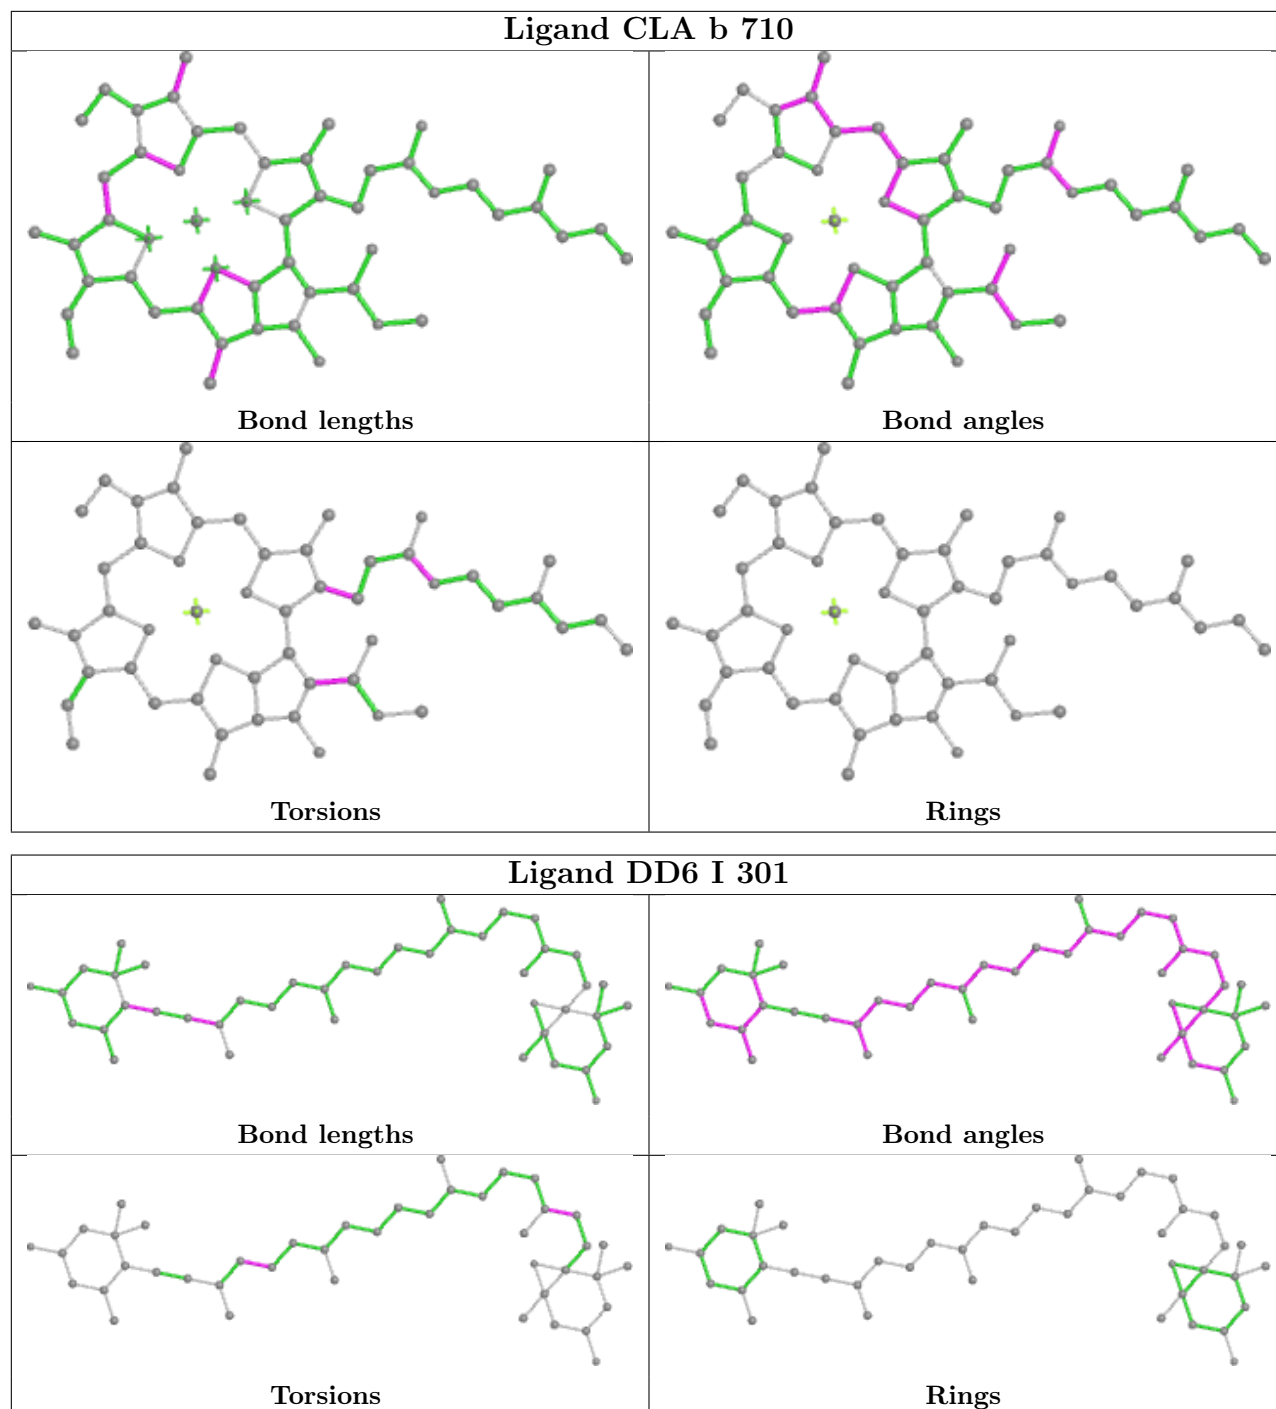 Ligand CLA b 710
Bond lengths
Bond angles
Torsions
Rings
Ligand DD6 I 301
Bond lengths
Bond angles
Torsions
Rings